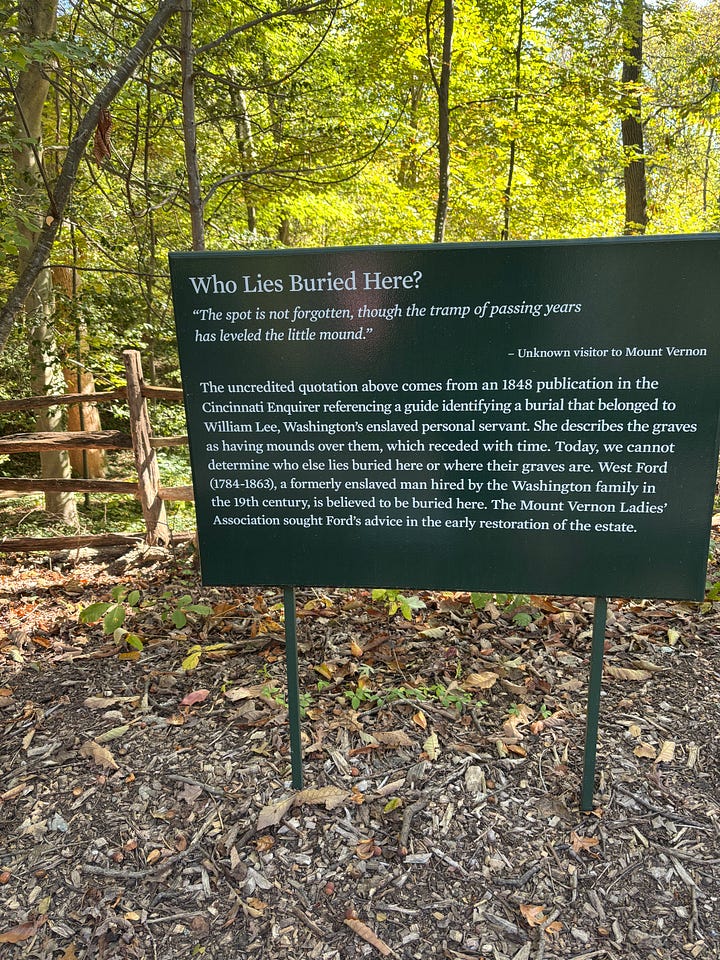 Who Lies Buried Here?
“The spot is not forgotten, though the tramp of passing years
has leveled the little mound.”
– Unknown visitor to Mount Vernon
The uncredited quotation above comes from an 1848 publication in the
Cincinnati Enquirer referencing a guide identifying a burial that belonged to
William Lee, Washington’s enslaved personal servant. She describes the graves
as having mounds over them, which receded with time. Today, we cannot
determine who else lies buried here or where their graves are. West Ford
(1784-1863), a formerly enslaved man hired by the Washington family in
the 19th century, is believed to be buried here. The Mount Vernon Ladies’
Association sought Ford’s advice in the early restoration of the estate.